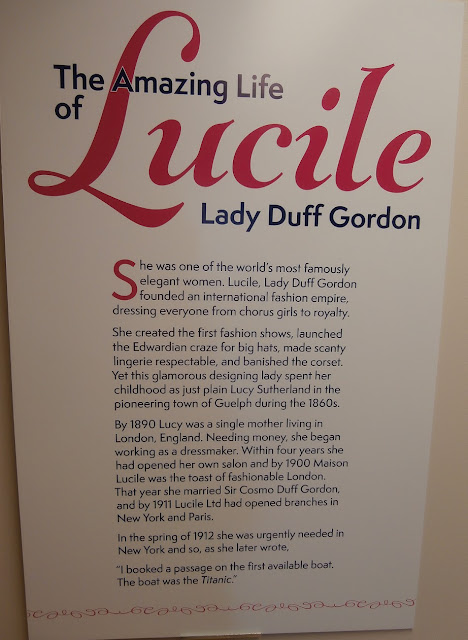 The Amazing Life
of
Lucile
Lady Duff Gordon
She was one of the world's most famously
elegant women. Lucile, Lady Duff Gordon
founded an international fashion empire,
dressing everyone from chorus girls to royalty.
She created the first fashion shows, launched
the Edwardian craze for big hats, made scanty
lingerie respectable, and banished the corset.
Yet this glamorous designing lady spent her
childhood as just plain Lucy Sutherland in the
pioneering town of Guelph during the 1860s.
By 1890 Lucy was a single mother living in
London, England. Needing money, she began
working as a dressmaker. Within four years she
had opened her own salon and by 1900 Maison
Lucile was the toast of fashionable London.
That year she married Sir Cosmo Duff Gordon,
and by 1911 Lucile Ltd had opened branches in
New York and Paris.
In the spring of 1912 she was urgently needed in
New York and so, as she later wrote,
"I booked a passage on the first available boat.
The boat was the Titanic."